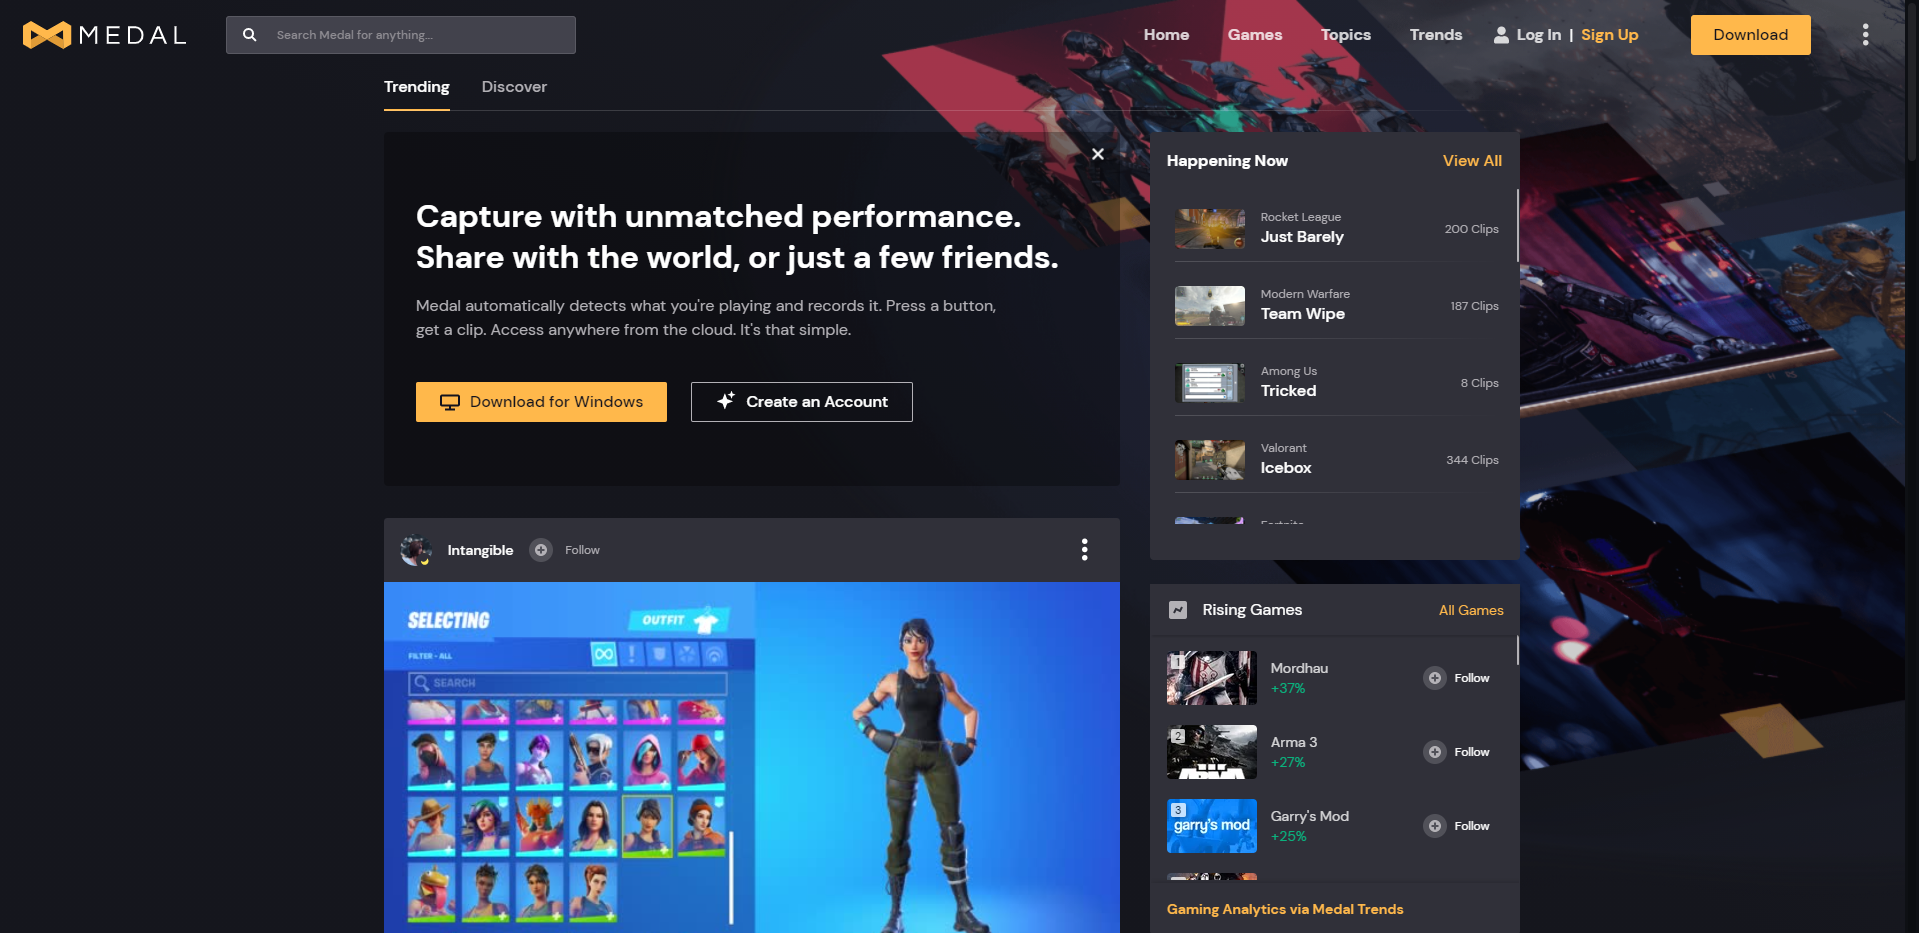 MEDAL
Search Medal for anything...
Home
Games
Topics
Trends
Log In | Sign Up
Download
Trending
Discover
Capture with unmatched performance.
Share with the world, or just a few friends.
Medal automatically detects what you're playing and records it. Press a button,
get a clip. Access anywhere from the cloud. It's that simple.
Download for Windows
Create an Account
Intangible
Follow
SELECTING
OUTFIT
FILTER - ALL
SEARCH
Happening Now
View All
Rocket League
Just Barely
200 Clips
Modern Warfare
Team Wipe
187 Clips
Among Us
Tricked
8 Clips
Valorant
Icebox
344 Clips
Fortnite
Rising Games
All Games
1
Mordhau
+37%
Follow
2
ARMA
Arma 3
+27%
Follow
3
garry's mod
Garry's Mod
+25%
Follow
Gaming Analytics via Medal Trends